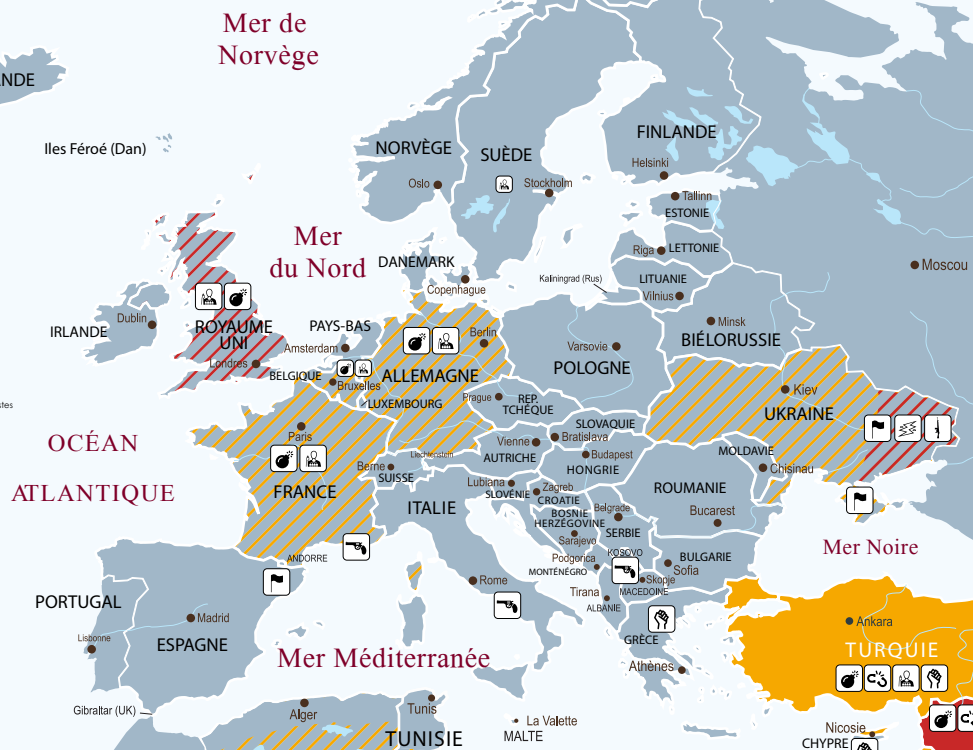 Mer de
Norvège
NDE
Iles Féroé (Dan)
NORVÈGE
SUÈDE
FINLANDE
Helsinki
Oslo
Stockholm
Tallinn
ESTONIE
Mer
du Nord
Riga
LETTONIE
DANEMARK
Copenhague
Kaliningrad (Rus)
LITUANIE
Vilnius
Moscou
Dublin
IRLANDE
ROYAUME
UNI
Londres
PAYS-BAS
Amsterdam
Berlin
Minsk
BIÉLORUSSIE
Varsovie
POLOGNE
BELGIQUE
Bruxelles
ALLEMAGNE
LUXEMBOURG
Prague
REP.
TCHÈQUE
Kiev
UKRAINE
stes
OCÉAN
ATLANTIQUE
Paris
FRANCE
SLOVAQUIE
Vienne
Bratislava
AUTRICHE
Budapest
HONGRIE
Liechtenstein
Berne
SUISSE
MOLDAVIE
Chisinau
Lubiana
SLOVÉNIE
Zagreb
CROATIE
ROUMANIE
Bucarest
ITALIE
BOSNIE
HERZÉGOVINE
Sarajevo
Belgrade
SERBIE
Mer Noire
ANDORRE
Podgorica
MONTÉNÉGRO
KOSOVO
BULGARIE
Sofia
Skopje
MACEDOINE
Rome
Tirana
ALBANIE
PORTUGAL
Lisbonne
Madrid
ESPAGNE
GRÈCE
Athènes
Ankara
TURQUIE
Mer Méditerranée
Gibraltar (UK)
Alger
Tunis
TUNISIE
La Valette
MALTE
Nicosie
CHYPRE